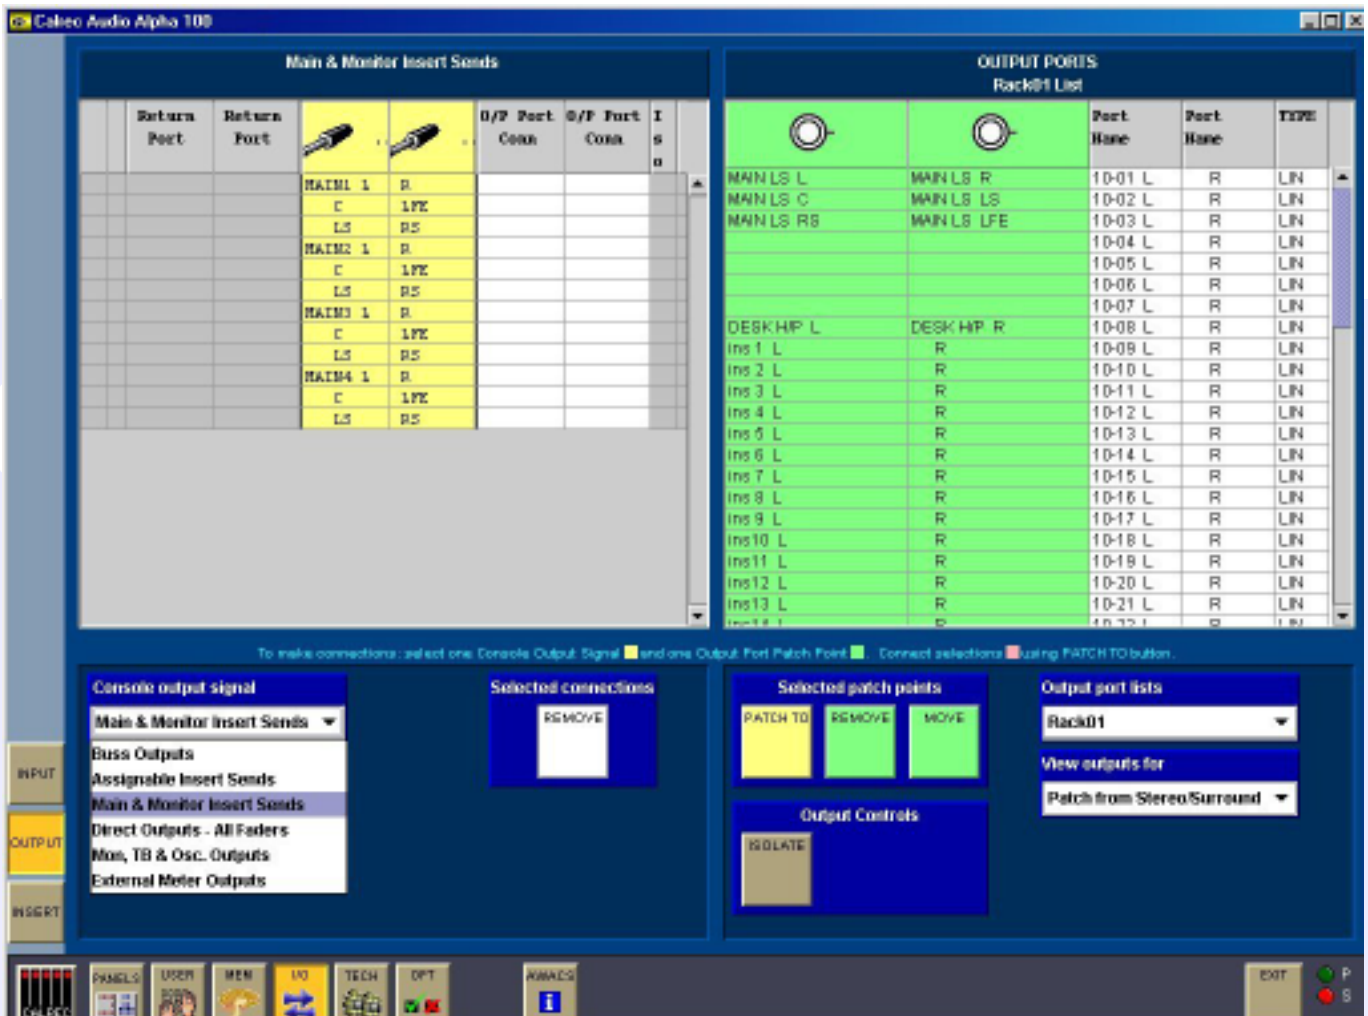 Calrec Audio Alpha 100
Main & Monitor Insert Sends
Return Port Return Port O/P Port Conn O/P Port Conn Iso
MAIN1 L R
C LFE
LS RS
MAIN2 L R
C LFE
LS RS
MAIN3 L R
C LFE
LS RS
MAIN4 L R
C LFE
LS RS
OUTPUT PORTS
Rack01 List
Port Name Port Name TYPE
MAIN LS L MAIN LS R 10-01 L R LIN
MAIN LS C MAIN LS LS 10-02 L R LIN
MAIN LS RS MAIN LS LFE 10-03 L R LIN
10-04 L R LIN
10-05 L R LIN
10-06 L R LIN
10-07 L R LIN
DESK H/P L DESK H/P R 10-08 L R LIN
ins 1 L R 10-09 L R LIN
ins 2 L R 10-10 L R LIN
ins 3 L R 10-11 L R LIN
ins 4 L R 10-12 L R LIN
ins 5 L R 10-13 L R LIN
ins 6 L R 10-14 L R LIN
ins 7 L R 10-15 L R LIN
ins 8 L R 10-16 L R LIN
ins 9 L R 10-17 L R LIN
ins10 L R 10-18 L R LIN
ins11 L R 10-19 L R LIN
ins12 L R 10-20 L R LIN
ins13 L R 10-21 L R LIN
To make connections: select one Console Output Signal and one Output Port Patch Point . Connect selections using PATCH TO button.
Console output signal
Main & Monitor Insert Sends
Buss Outputs
Assignable Insert Sends
Main & Monitor Insert Sends
Direct Outputs - All Faders
Mon, TB & Osc. Outputs
External Meter Outputs
Selected connections
REMOVE
Selected patch points
PATCH TO REMOVE MOVE
Output Controls
ISOLATE
Output port lists
Rack01
View outputs for
Patch from Stereo/Surround
INPUT
OUTPUT
INSERT
CALREC PANELS USER MEM I/O TECH OPT AWACS EXIT P
S